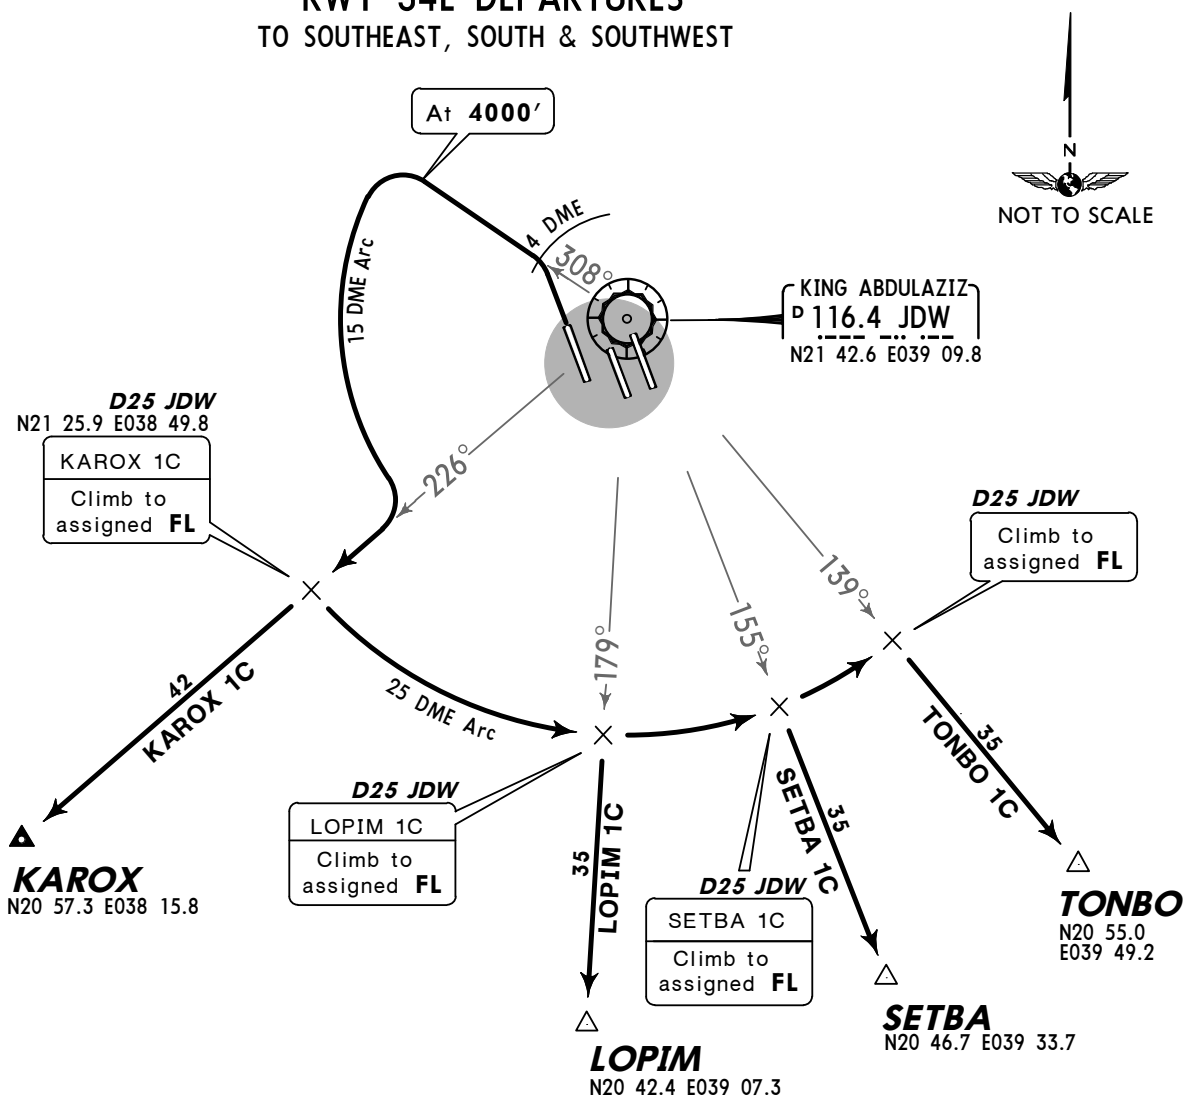 RWY 34L DEPARTURES
TO SOUTHEAST, SOUTH & SOUTHWEST
At 4000'
N
NOT TO SCALE
4 DME
308°
15 DME Arc
KING ABDULAZIZ
D 116.4 JDW
N21 42.6 E039 09.8
D25 JDW
N21 25.9 E038 49.8
KAROX 1C
Climb to
assigned FL
226°
D25 JDW
Climb to
assigned FL
139°
155°
179°
42
KAROX 1C
25 DME Arc
35
TONBO 1C
D25 JDW
LOPIM 1C
Climb to
assigned FL
35
LOPIM 1C
35
SETBA 1C
D25 JDW
SETBA 1C
Climb to
assigned FL
KAROX
N20 57.3 E038 15.8
TONBO
N20 55.0
E039 49.2
SETBA
N20 46.7 E039 33.7
LOPIM
N20 42.4 E039 07.3